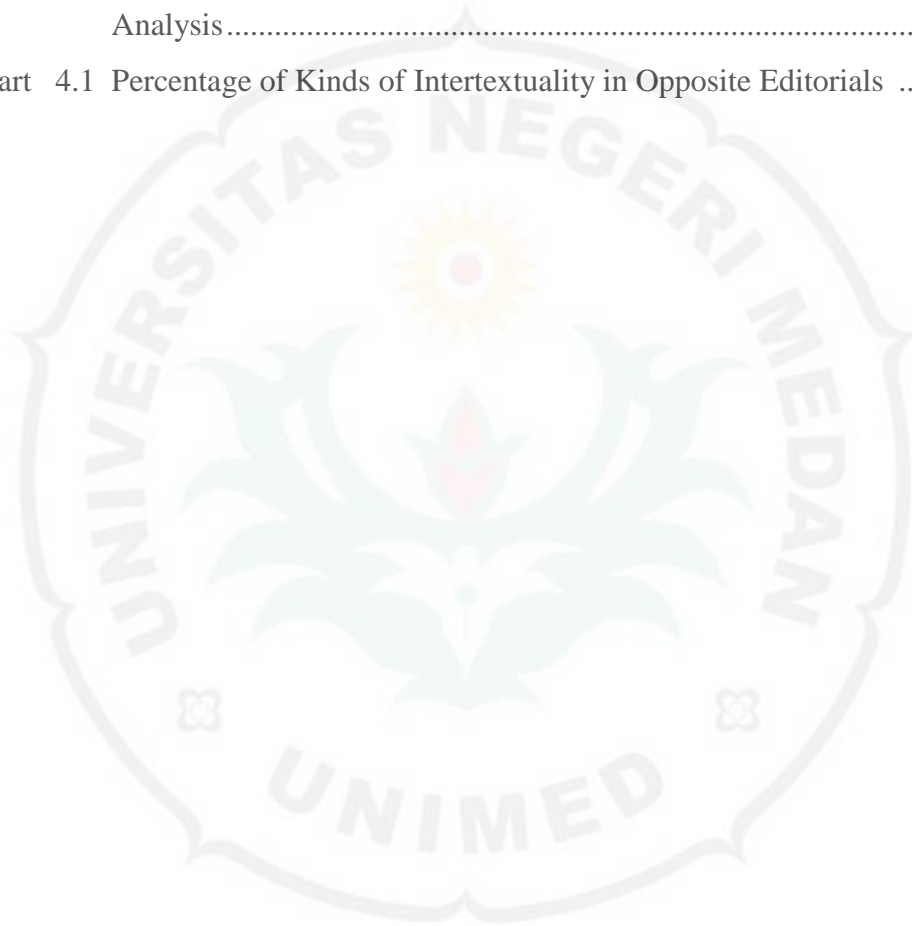 Analysis........................................................................................
art 4.1 Percentage of Kinds of Intertextuality in Opposite Editorials ..
UNIVERSITAS NEGERI MEDAN
UNIMED